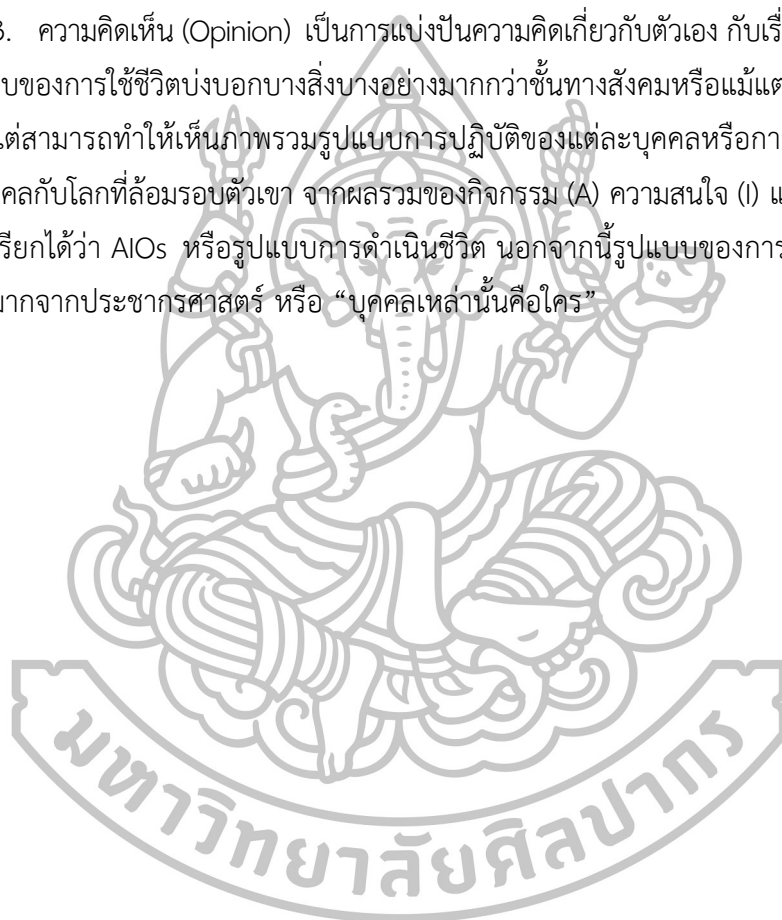 3. ความคิดเห็น (Opinion) เป็นการแบ่งปันความคิดเกี่ยวกับตัวเอง กับเรื่
บของการใช้ชีวิตบ่งบอกบางสิ่งบางอย่างมากกว่าชั้นทางสังคมหรือแม้แต่
แต่สามารถทำให้เห็นภาพรวมรูปแบบการปฏิบัติของแต่ละบุคคลหรือกา
คลกับโลกที่ล้อมรอบตัวเขา จากผลรวมของกิจกรรม (A) ความสนใจ (I) แ
รียกได้ว่า AIOs หรือรูปแบบการดำเนินชีวิต นอกจากนี้รูปแบบของการ
มากจากประชากรศาสตร์ หรือ “บุคคลเหล่านั้นคือใคร”
มหาวิทยาลัยศิลปากร